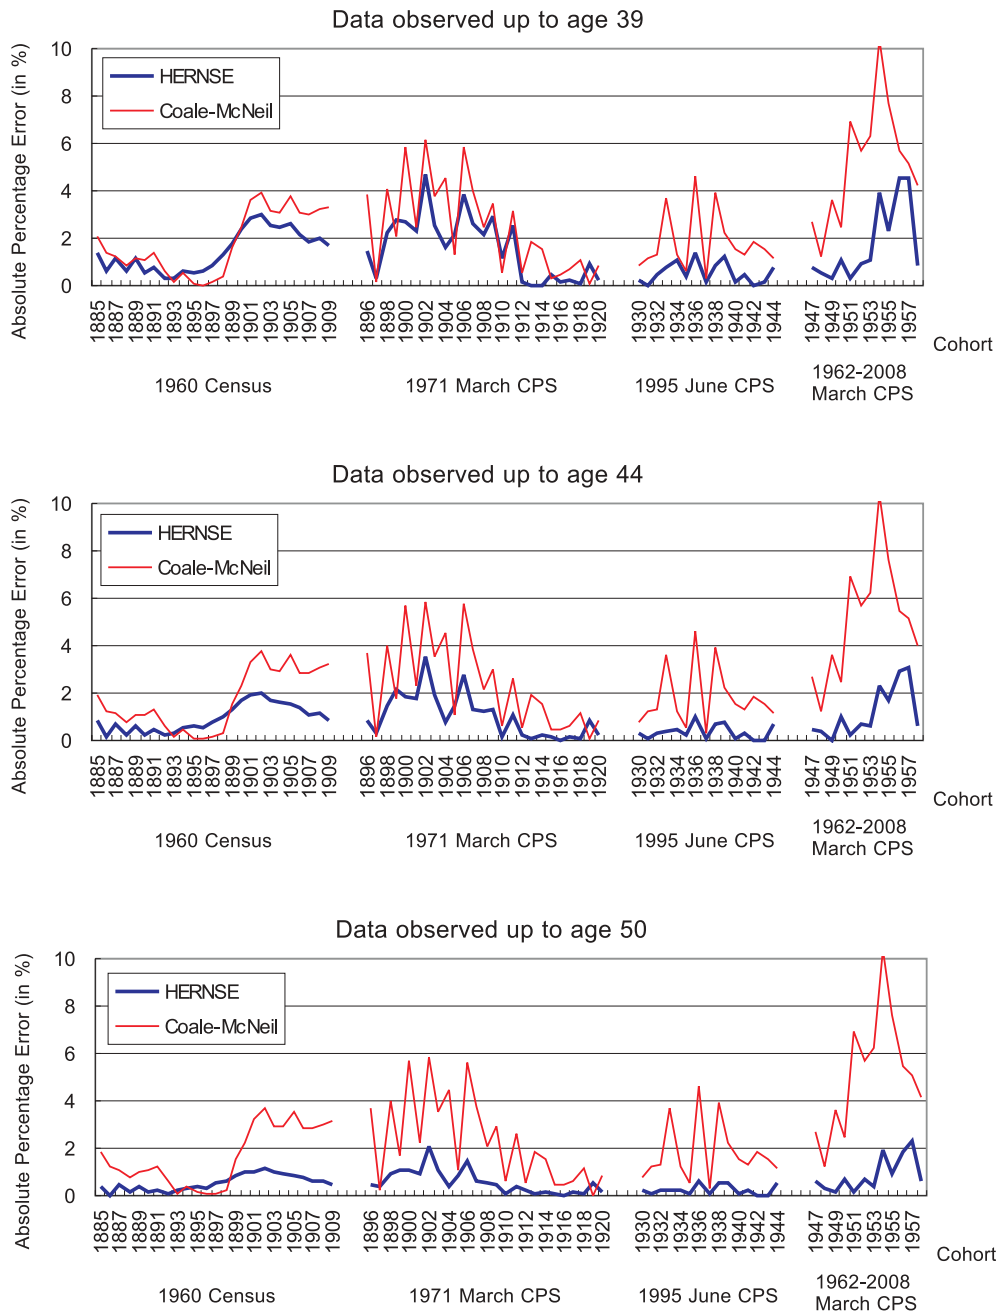 Data observed up to age 39
Absolute Percentage Error (in %)
10
8
6
4
2
0
HERNSE
Coale-McNeil
1885 1887 1889 1891 1893 1895 1897 1899 1901 1903 1905 1907 1909 1896 1898 1900 1902 1904 1906 1908 1910 1912 1914 1916 1918 1920 1930 1932 1934 1936 1938 1940 1942 1944 1947 1949 1951 1953 1955 1957
Cohort
1960 Census 1971 March CPS 1995 June CPS 1962-2008
March CPS
Data observed up to age 44
Absolute Percentage Error (in %)
10
8
6
4
2
0
HERNSE
Coale-McNeil
1885 1887 1889 1891 1893 1895 1897 1899 1901 1903 1905 1907 1909 1896 1898 1900 1902 1904 1906 1908 1910 1912 1914 1916 1918 1920 1930 1932 1934 1936 1938 1940 1942 1944 1947 1949 1951 1953 1955 1957
Cohort
1960 Census 1971 March CPS 1995 June CPS 1962-2008
March CPS
Data observed up to age 50
Absolute Percentage Error (in %)
10
8
6
4
2
0
HERNSE
Coale-McNeil
1885 1887 1889 1891 1893 1895 1897 1899 1901 1903 1905 1907 1909 1896 1898 1900 1902 1904 1906 1908 1910 1912 1914 1916 1918 1920 1930 1932 1934 1936 1938 1940 1942 1944 1947 1949 1951 1953 1955 1957
Cohort
1960 Census 1971 March CPS 1995 June CPS 1962-2008
March CPS